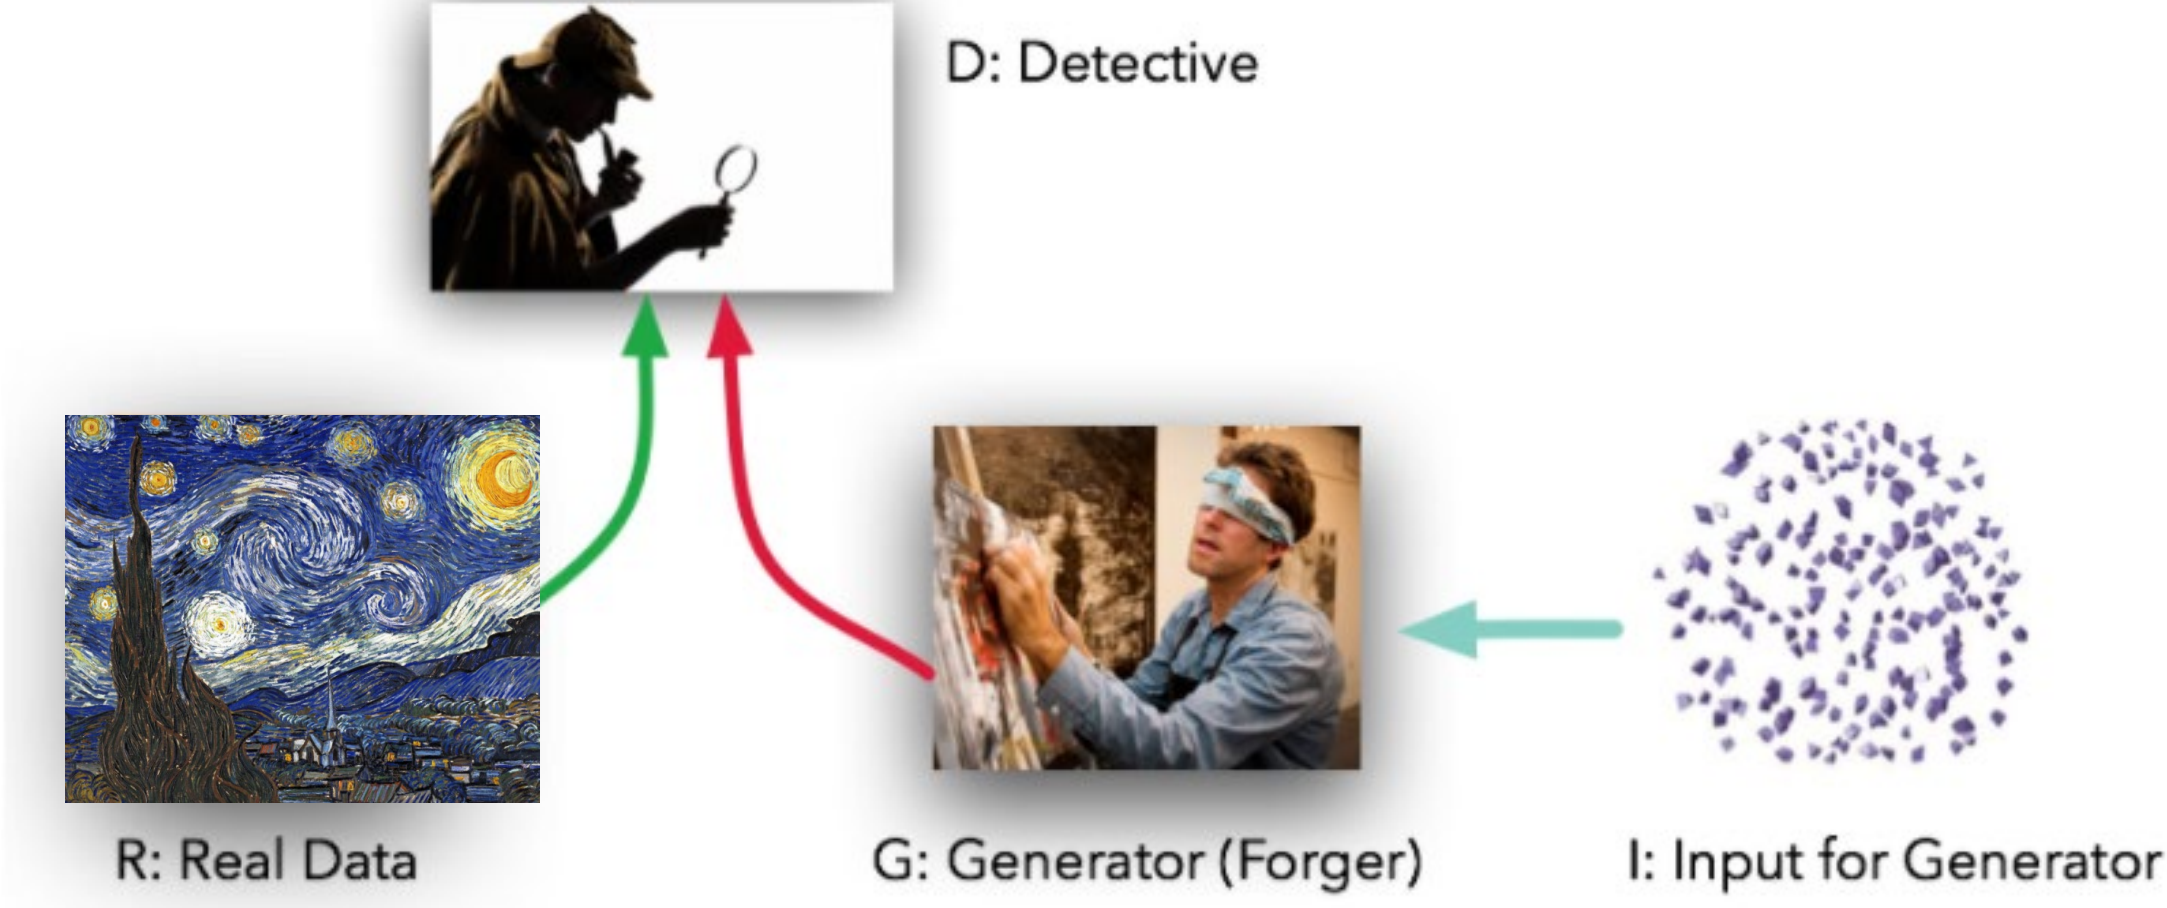 D: Detective
R: Real Data
G: Generator (Forger)
I: Input for Generator